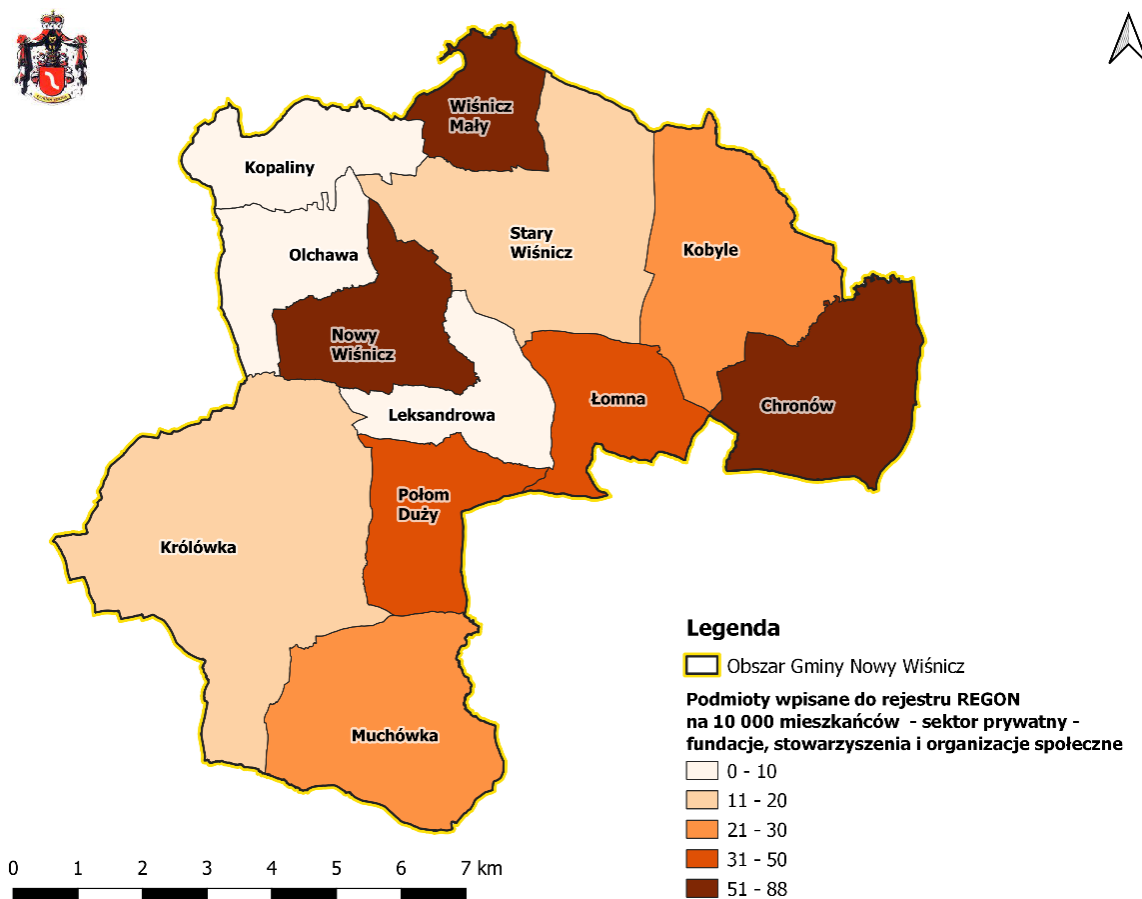 Wiśnicz
Mały
Kopaliny
Olchawa
Stary
Wiśnicz
Kobyle
Nowy
Wiśnicz
Leksandrowa
Łomna
Chronów
Połom
Duży
Królówka
Muchówka
Legenda
Obszar Gminy Nowy Wiśnicz
Podmioty wpisane do rejestru REGON
na 10 000 mieszkańców - sektor prywatny -
fundacje, stowarzyszenia i organizacje społeczne
0 - 10
11 - 20
21 - 30
31 - 50
51 - 88
0 1 2 3 4 5 6 7 km